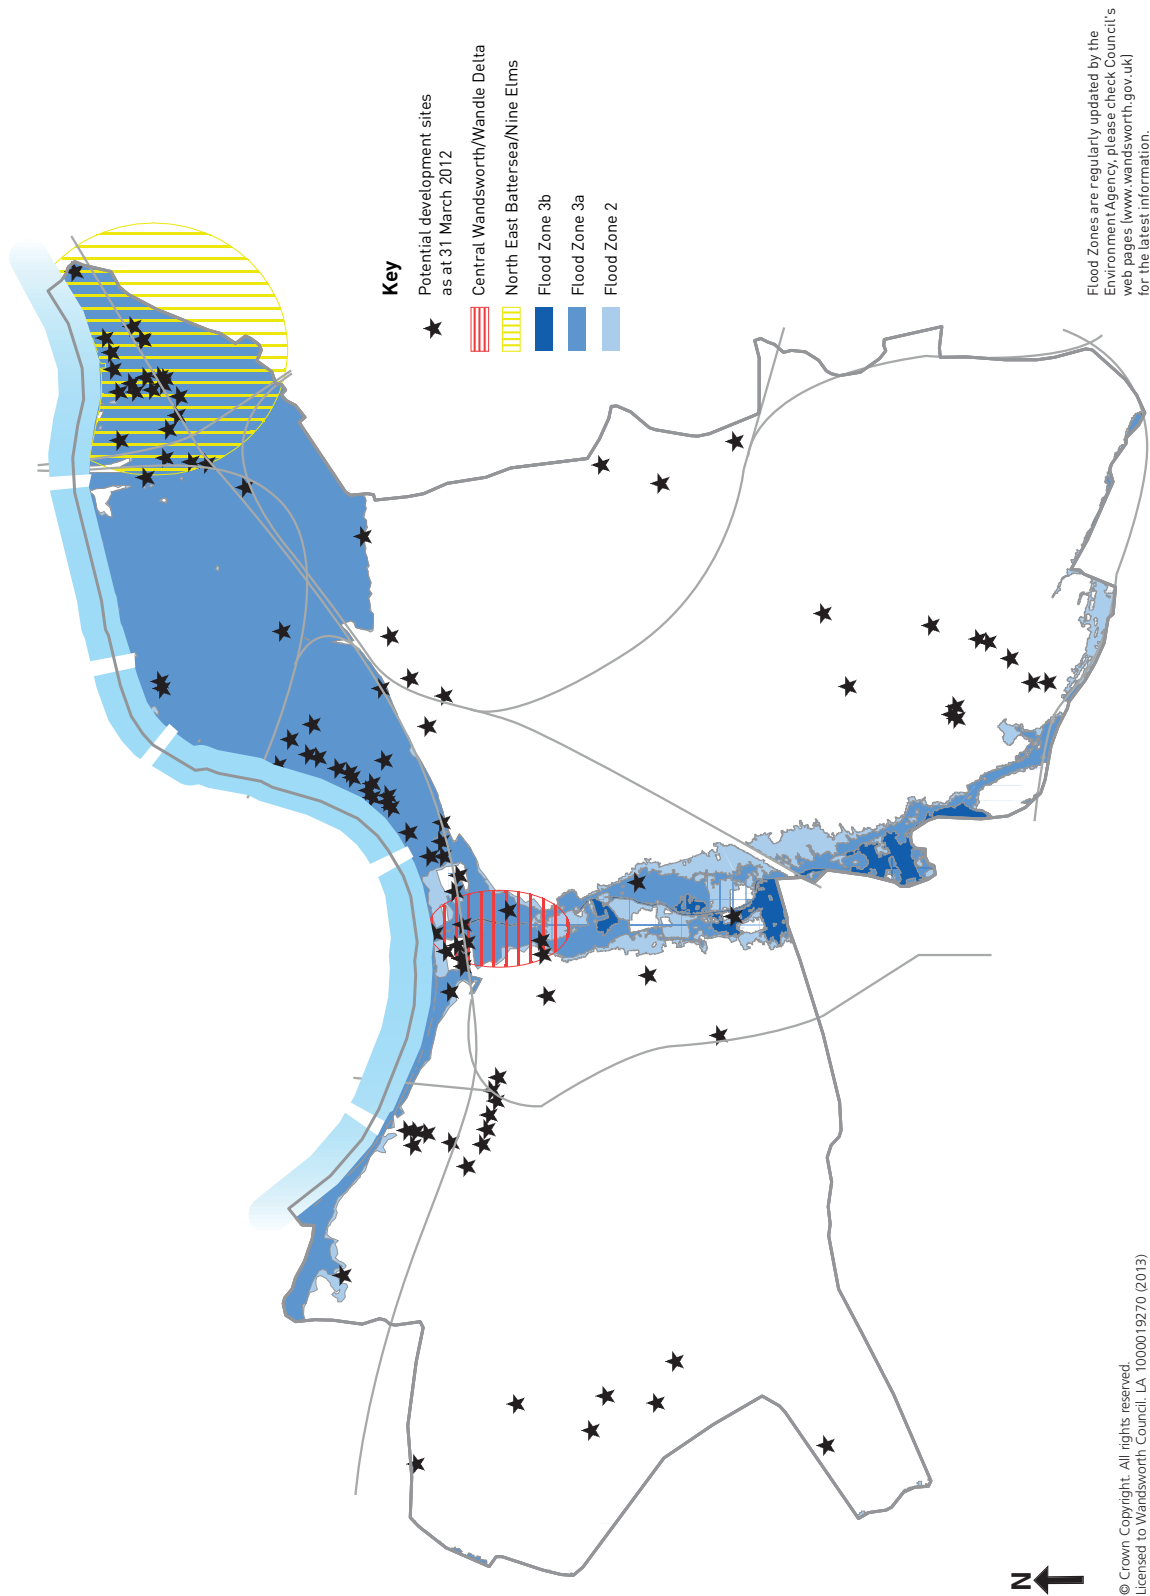 Key
Potential development sites
as at 31 March 2012
Central Wandsworth/Wandle Delta
North East Battersea/Nine Elms
Flood Zone 3b
Flood Zone 3a
Flood Zone 2
Flood Zones are regularly updated by the
Environment Agency, please check Council's
web pages (www.wandsworth.gov.uk)
for the latest information.
N
© Crown Copyright. All rights reserved.
Licensed to Wandsworth Council. LA 1000019270 (2013)